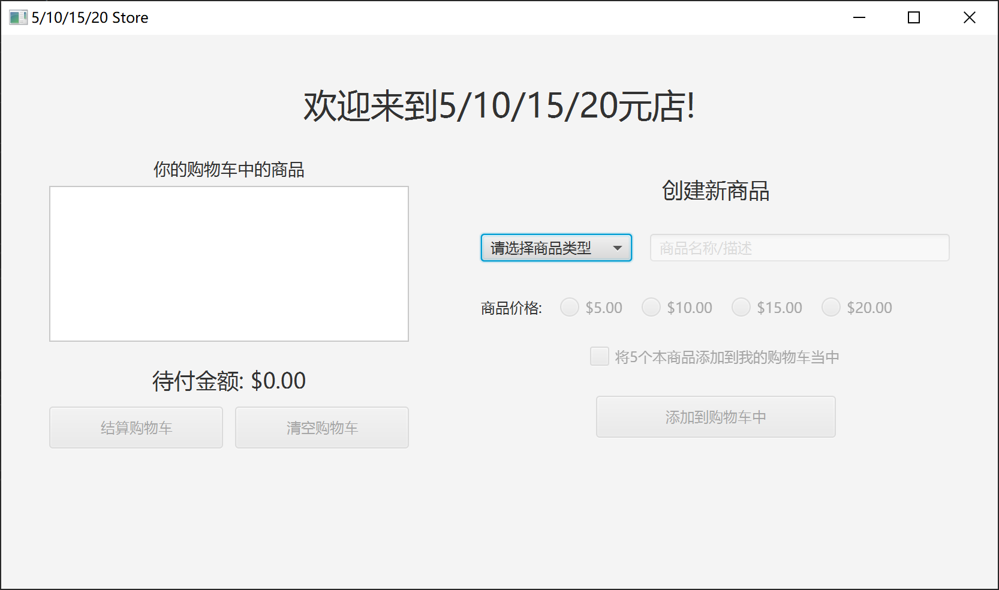 5/10/15/20 Store
欢迎来到5/10/15/20元店!
你的购物车中的商品
待付金额: $0.00
结算购物车 清空购物车
创建新商品
请选择商品类型 商品名称/描述
商品价格: $5.00 $10.00 $15.00 $20.00
将5个本商品添加到我的购物车当中
添加到购物车中